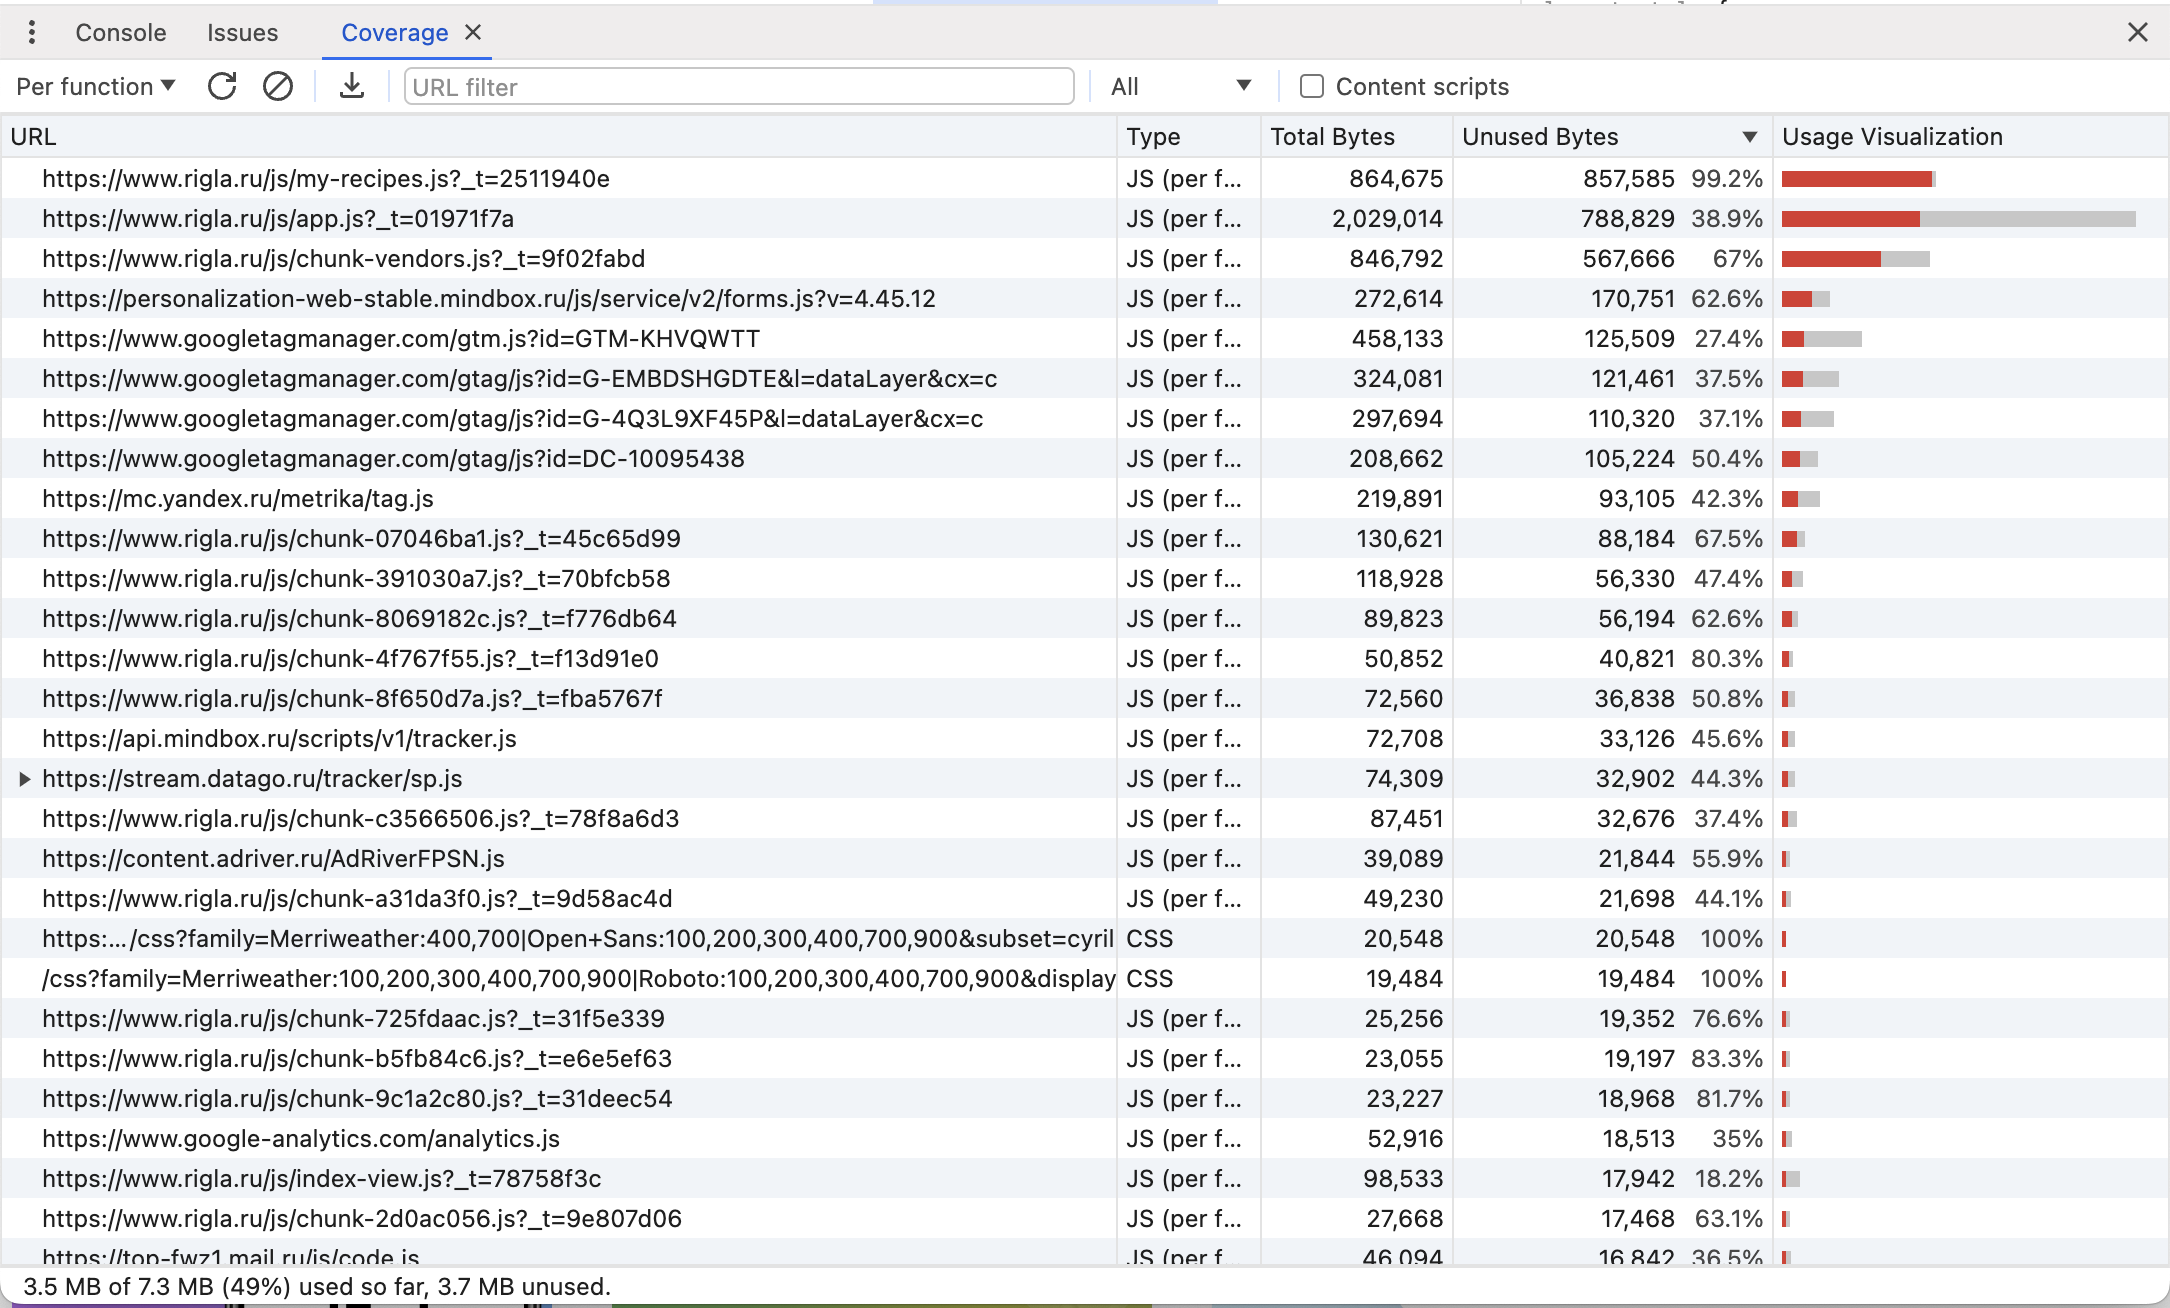 Console Issues Coverage
Per function URL filter All Content scripts
URL Type Total Bytes Unused Bytes Usage Visualization
https://www.rigla.ru/js/my-recipes.js?_t=2511940e JS (per f... 864,675 857,585 99.2%
https://www.rigla.ru/js/app.js?_t=01971f7a JS (per f... 2,029,014 788,829 38.9%
https://www.rigla.ru/js/chunk-vendors.js?_t=9f02fabd JS (per f... 846,792 567,666 67%
https://personalization-web-stable.mindbox.ru/js/service/v2/forms.js?v=4.45.12 JS (per f... 272,614 170,751 62.6%
https://www.googletagmanager.com/gtm.js?id=GTM-KHVQWTT JS (per f... 458,133 125,509 27.4%
https://www.googletagmanager.com/gtag/js?id=G-EMBDSHGDTE&l=dataLayer&cx=c JS (per f... 324,081 121,461 37.5%
https://www.googletagmanager.com/gtag/js?id=G-4Q3L9XF45P&l=dataLayer&cx=c JS (per f... 297,694 110,320 37.1%
https://www.googletagmanager.com/gtag/js?id=DC-10095438 JS (per f... 208,662 105,224 50.4%
https://mc.yandex.ru/metrika/tag.js JS (per f... 219,891 93,105 42.3%
https://www.rigla.ru/js/chunk-07046ba1.js?_t=45c65d99 JS (per f... 130,621 88,184 67.5%
https://www.rigla.ru/js/chunk-391030a7.js?_t=70bfcb58 JS (per f... 118,928 56,330 47.4%
https://www.rigla.ru/js/chunk-8069182c.js?_t=f776db64 JS (per f... 89,823 56,194 62.6%
https://www.rigla.ru/js/chunk-4f767f55.js?_t=f13d91e0 JS (per f... 50,852 40,821 80.3%
https://www.rigla.ru/js/chunk-8f650d7a.js?_t=fba5767f JS (per f... 72,560 36,838 50.8%
https://api.mindbox.ru/scripts/v1/tracker.js JS (per f... 72,708 33,126 45.6%
https://stream.datago.ru/tracker/sp.js JS (per f... 74,309 32,902 44.3%
https://www.rigla.ru/js/chunk-c3566506.js?_t=78f8a6d3 JS (per f... 87,451 32,676 37.4%
https://content.adriver.ru/AdRiverFPSN.js JS (per f... 39,089 21,844 55.9%
https://www.rigla.ru/js/chunk-a31da3f0.js?_t=9d58ac4d JS (per f... 49,230 21,698 44.1%
https:... /css?family=Merriweather:400,700|Open+Sans:100,200,300,400,700,900&subset=cyril CSS 20,548 20,548 100%
/css?family=Merriweather:100,200,300,400,700,900|Roboto:100,200,300,400,700,900&display CSS 19,484 19,484 100%
https://www.rigla.ru/js/chunk-725fdaac.js?_t=31f5e339 JS (per f... 25,256 19,352 76.6%
https://www.rigla.ru/js/chunk-b5fb84c6.js?_t=e6e5ef63 JS (per f... 23,055 19,197 83.3%
https://www.rigla.ru/js/chunk-9c1a2c80.js?_t=31deec54 JS (per f... 23,227 18,968 81.7%
https://www.google-analytics.com/analytics.js JS (per f... 52,916 18,513 35%
https://www.rigla.ru/js/index-view.js?_t=78758f3c JS (per f... 98,533 17,942 18.2%
https://www.rigla.ru/js/chunk-2d0ac056.js?_t=9e807d06 JS (per f... 27,668 17,468 63.1%
https://top-fwz1.mail.ru/js/code.js JS (per f... 46,094 16,842 36.5%
3.5 MB of 7.3 MB (49%) used so far, 3.7 MB unused.